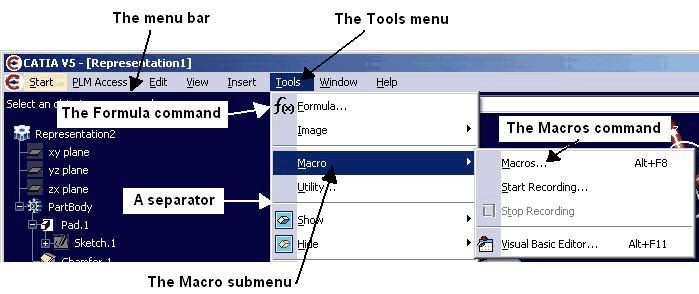 The menu bar
The Tools menu
CATIA V5 - [Representation1]
Start PLM Access Edit View Insert Tools Window Help
Select an
The Formula command
f(x) Formula...
Image
The Macros command
Representation2
xy plane
yz plane
zx plane
Macro
Macros... Alt+F8
Utility...
Start Recording...
A separator
PartBody
Pad.1
Show
Stop Recording
Sketch.1
Hide
Visual Basic Editor... Alt+F11
Chamfer.1
The Macro submenu